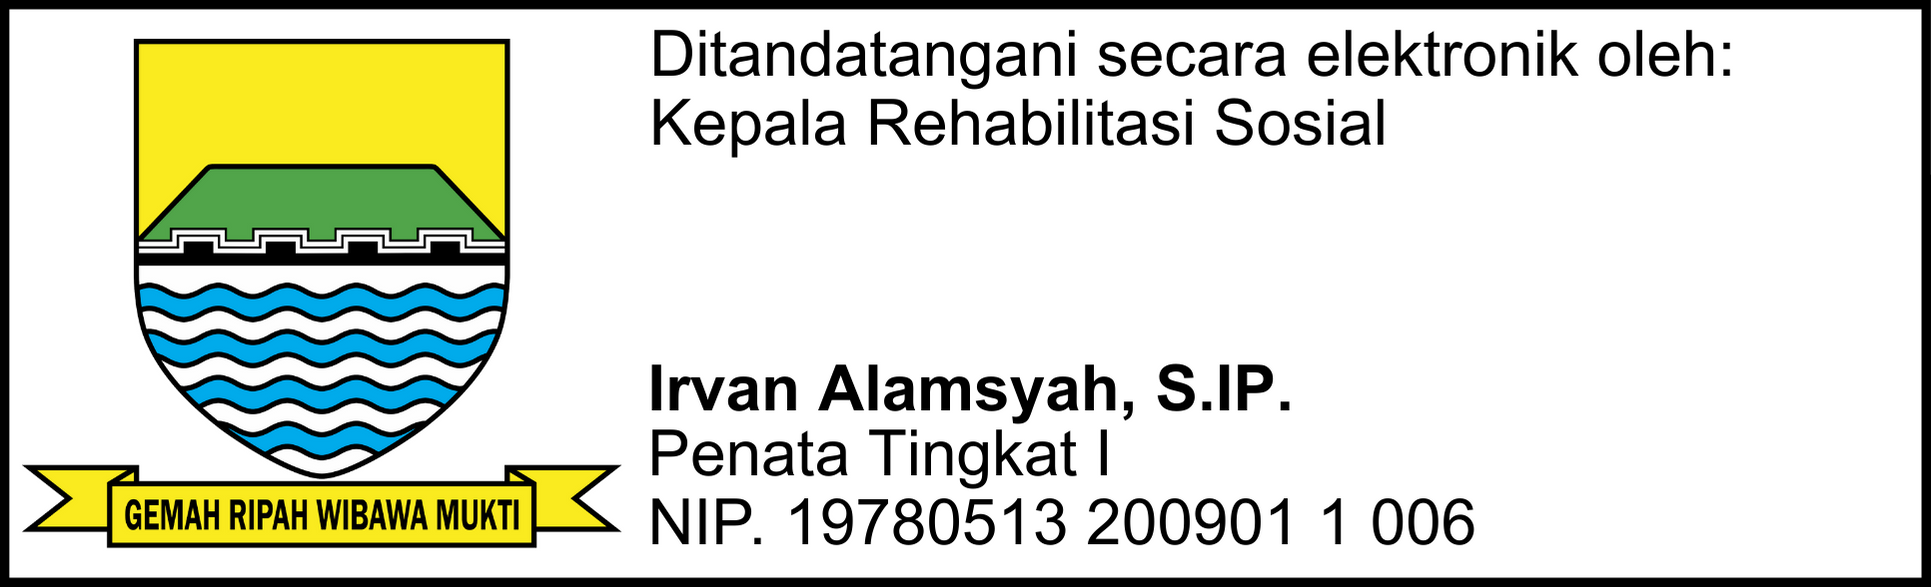 Ditandatangani secara elektronik oleh:
Kepala Rehabilitasi Sosial
Irvan Alamsyah, S.IP.
Penata Tingkat I
NIP. 19780513 200901 1 006
GEMAH RIPAH WIBAWA MUKTI